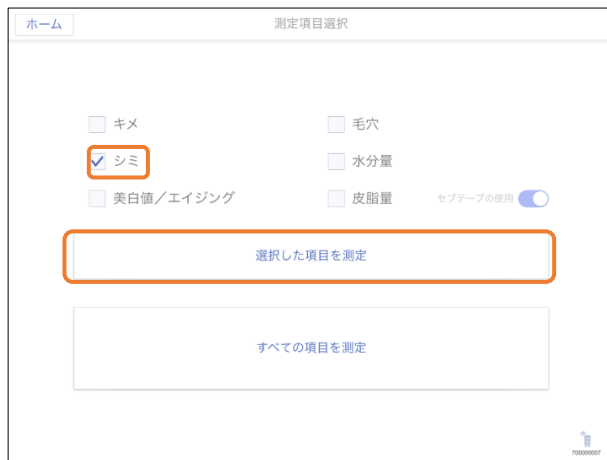 ホーム
測定項目選択
キメ
毛穴
シミ
水分量
美白値／エイジング
皮脂量
セブテープの使用
選択した項目を測定
すべての項目を測定
700000007